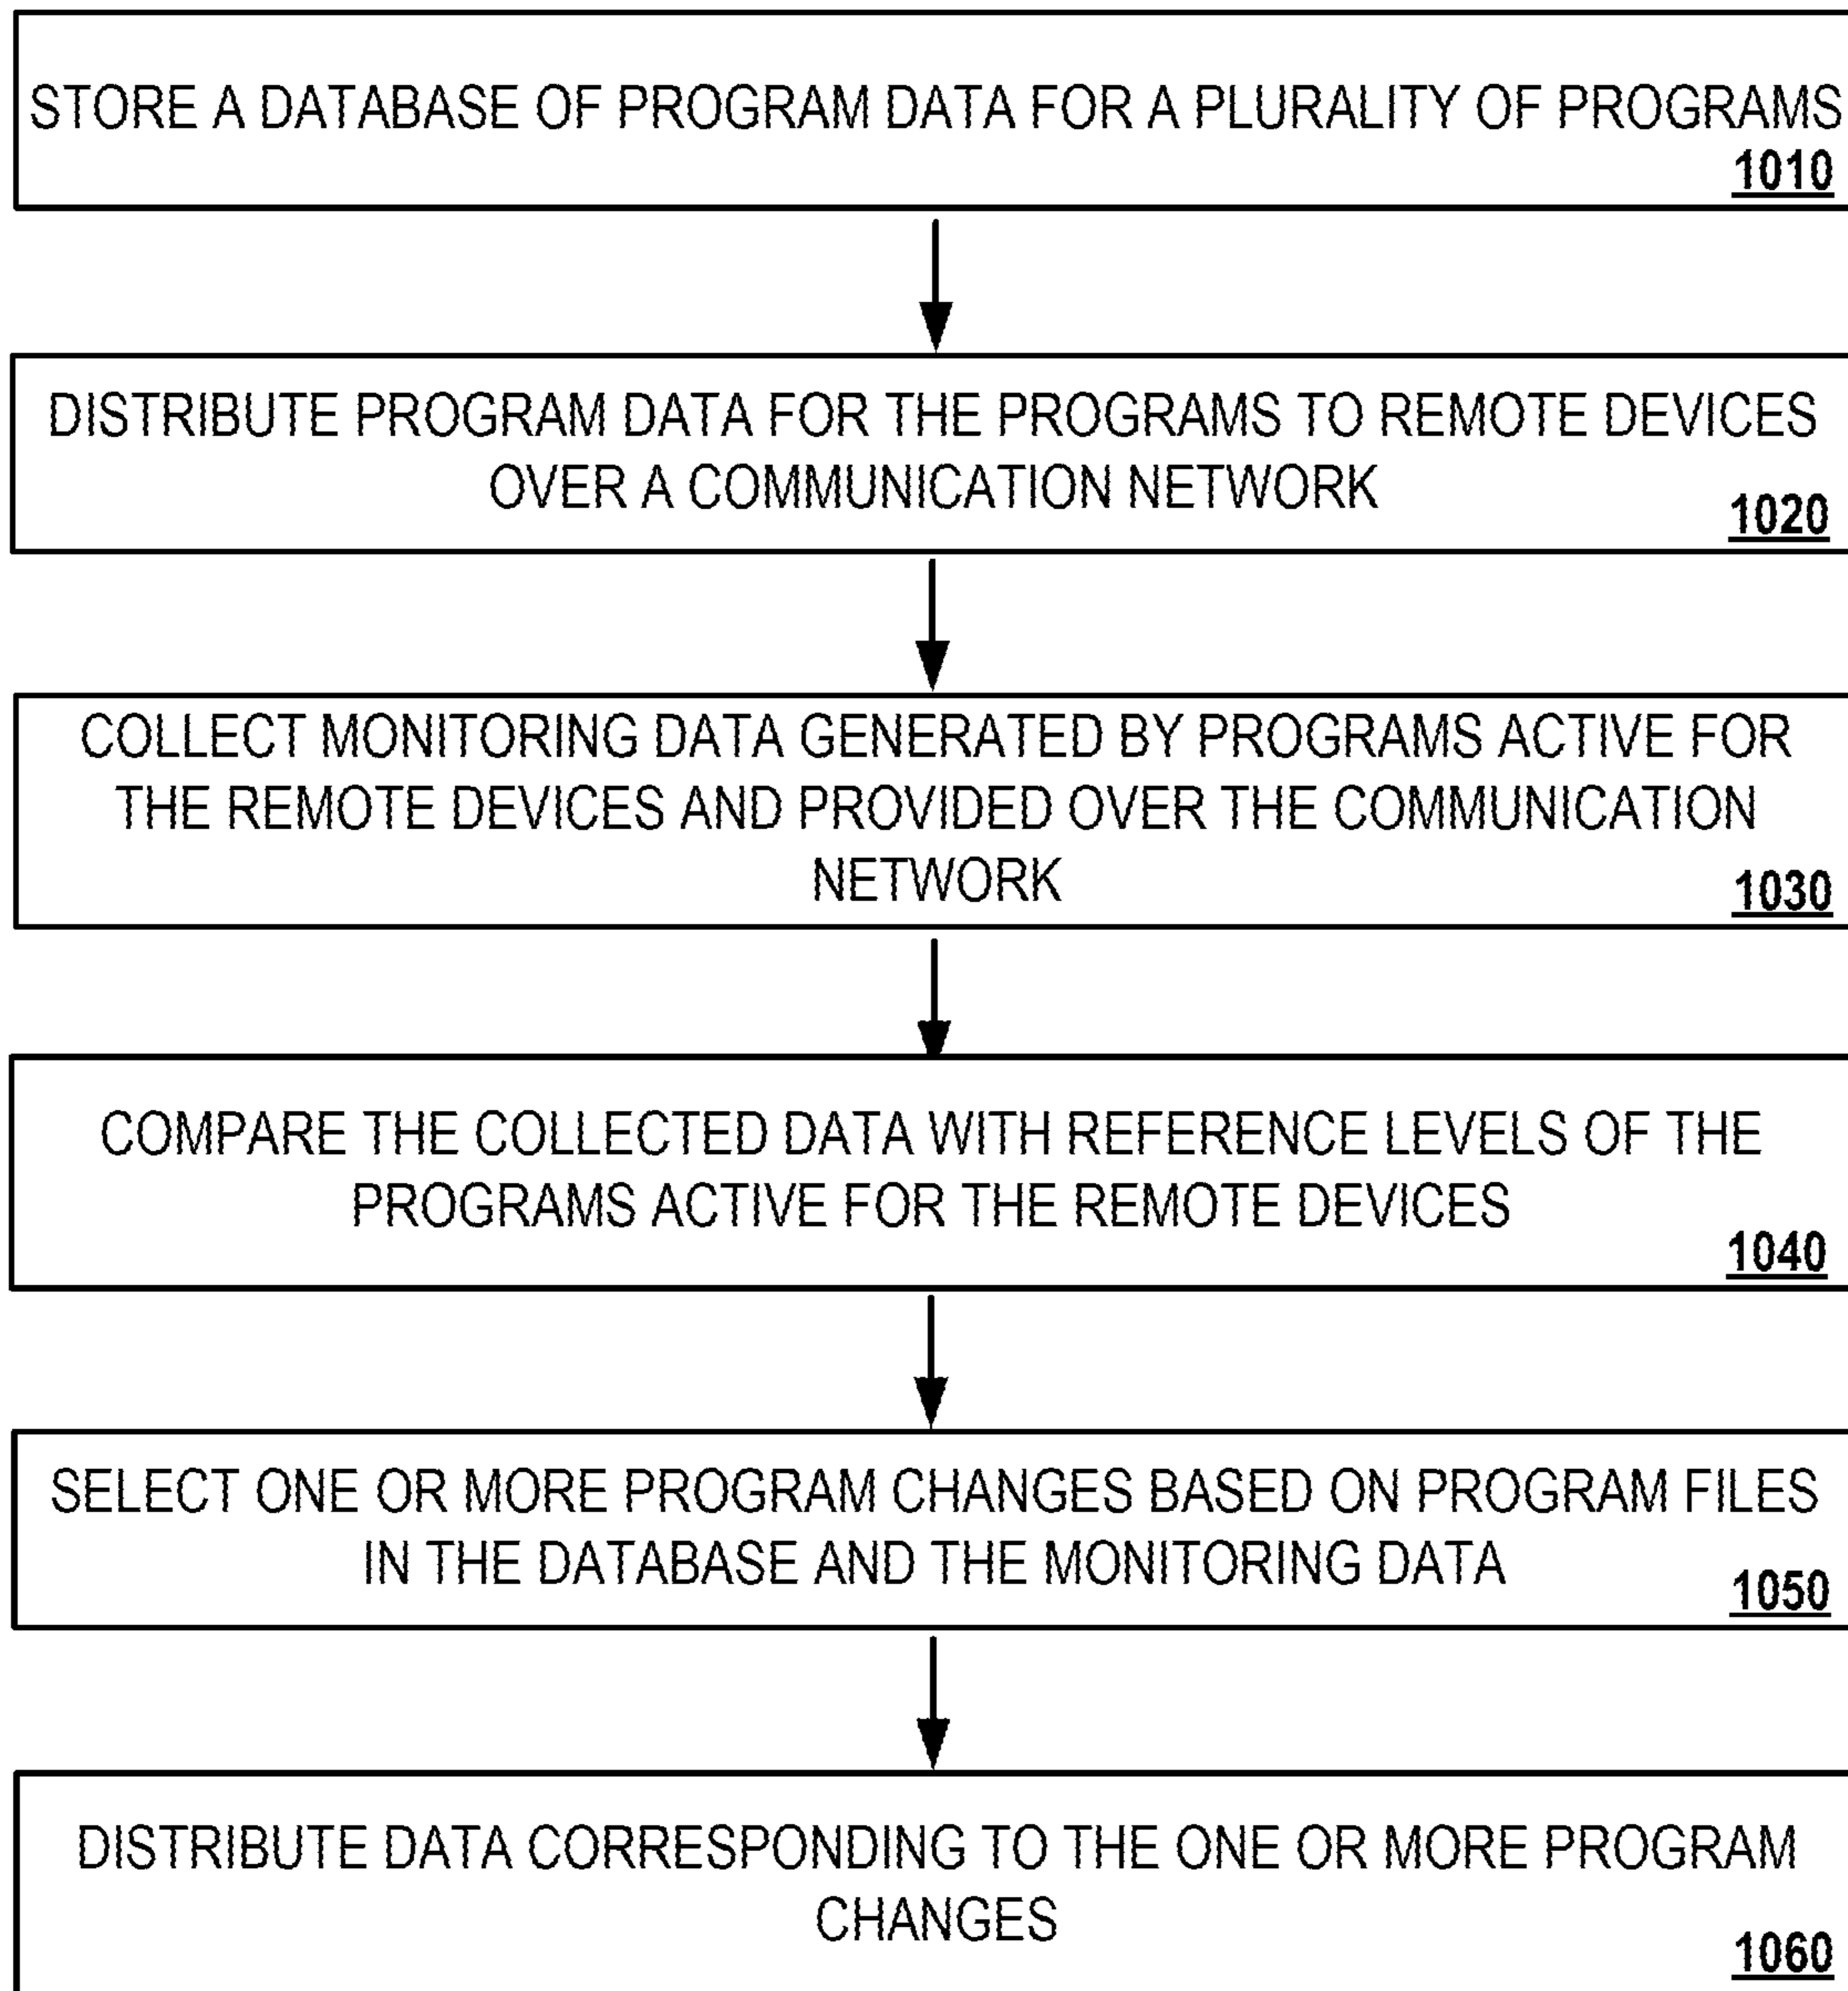 STORE A DATABASE OF PROGRAM DATA FOR A PLURALITY OF PROGRAMS
1010
DISTRIBUTE PROGRAM DATA FOR THE PROGRAMS TO REMOTE DEVICES
OVER A COMMUNICATION NETWORK
1020
COLLECT MONITORING DATA GENERATED BY PROGRAMS ACTIVE FOR
THE REMOTE DEVICES AND PROVIDED OVER THE COMMUNICATION
NETWORK
1030
COMPARE THE COLLECTED DATA WITH REFERENCE LEVELS OF THE
PROGRAMS ACTIVE FOR THE REMOTE DEVICES
1040
SELECT ONE OR MORE PROGRAM CHANGES BASED ON PROGRAM FILES
IN THE DATABASE AND THE MONITORING DATA
1050
DISTRIBUTE DATA CORRESPONDING TO THE ONE OR MORE PROGRAM
CHANGES
1060